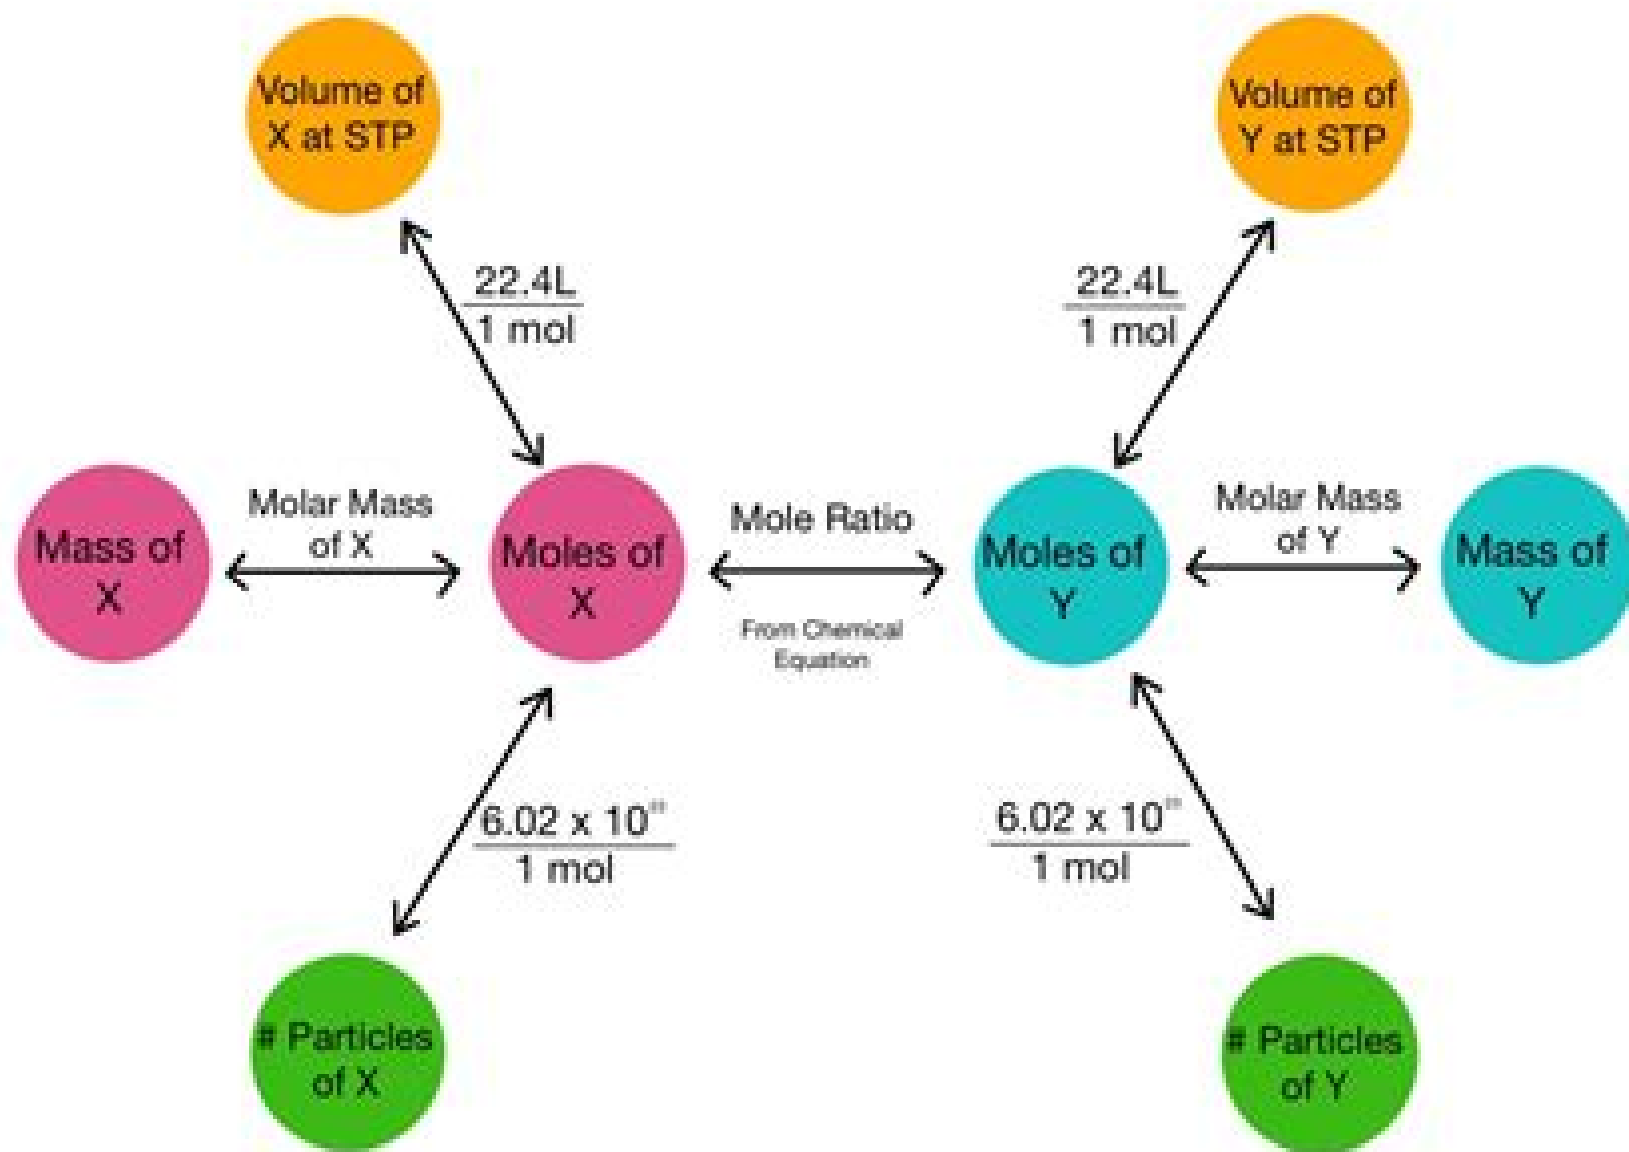 Volume of
X at STP
Volume of
Y at STP
22.4L
1 mol
22.4L
1 mol
Mass of
X
Molar Mass
of X
Moles of
X
Mole Ratio
From Chemical
Equation
Moles of
Y
Molar Mass
of Y
Mass of
Y
6.02 x 10
1 mol
6.02 x 10
1 mol
# Particles
of X
# Particles
of Y